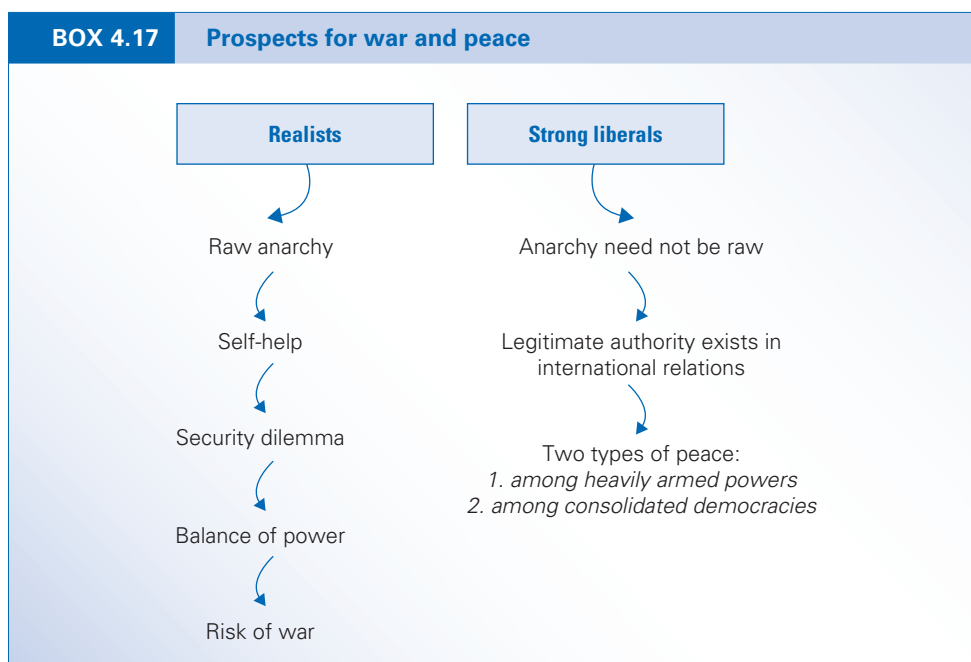 BOX 4.17 Prospects for war and peace
Realists
Raw anarchy
Self-help
Security dilemma
Balance of power
Risk of war
Strong liberals
Anarchy need not be raw
Legitimate authority exists in
international relations
Two types of peace:
1. among heavily armed powers
2. among consolidated democracies